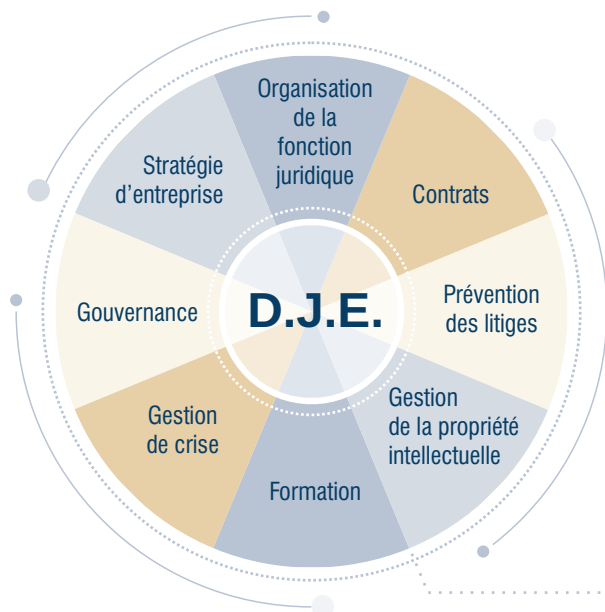 Organisation
de la
fonction
juridique
Contrats
Prévention
des litiges
Gestion
de la propriété
intellectuelle
Formation
Gestion
de crise
Gouvernance
Stratégie
d’entreprise
D.J.E.